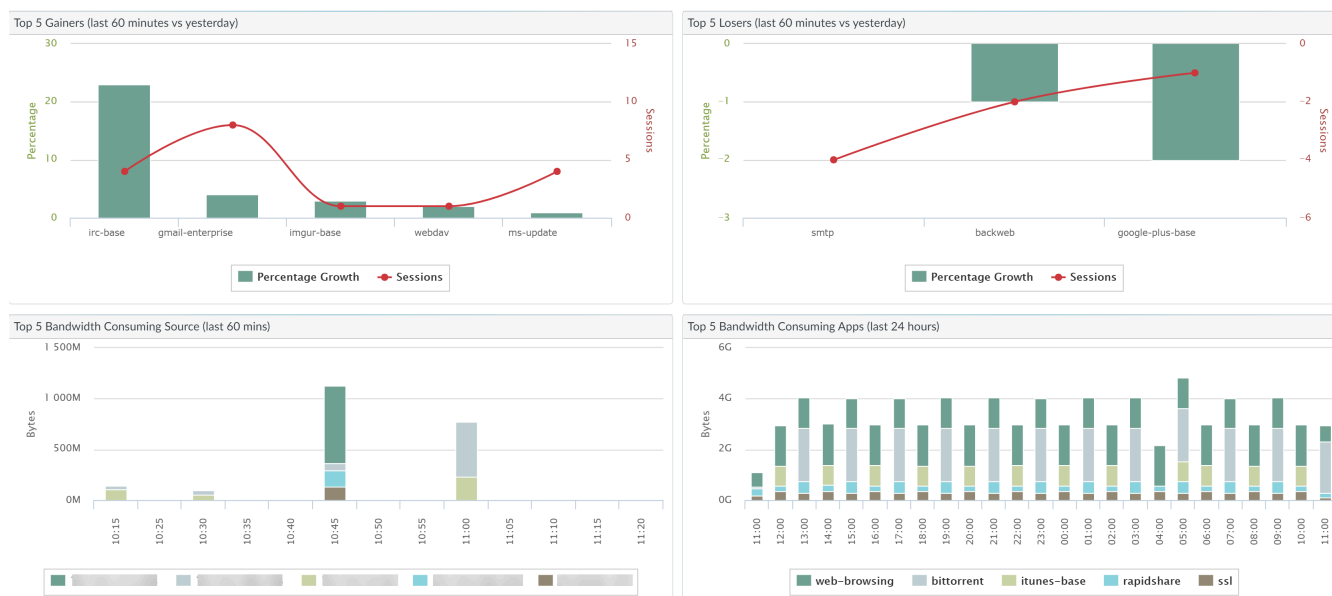 Top 5 Gainers (last 60 minutes vs yesterday)
30
20
10
0
Percentage
15
10
5
0
Sessions
irc-base
gmail-enterprise
imgur-base
webdav
ms-update
Percentage Growth
Sessions
Top 5 Losers (last 60 minutes vs yesterday)
0
-1
-2
-3
Percentage
0
-2
-4
-6
Sessions
smtp
backweb
google-plus-base
Percentage Growth
Sessions
Top 5 Bandwidth Consuming Source (last 60 mins)
1 500M
1 000M
500M
0M
Bytes
10:15
10:25
10:30
10:35
10:40
10:45
10:50
10:55
11:00
11:05
11:10
11:15
11:20
Top 5 Bandwidth Consuming Apps (last 24 hours)
6G
4G
2G
0G
Bytes
11:00
12:00
13:00
14:00
15:00
16:00
17:00
18:00
19:00
20:00
21:00
22:00
23:00
00:00
01:00
02:00
03:00
04:00
05:00
06:00
07:00
08:00
09:00
10:00
11:00
web-browsing
bittorrent
itunes-base
rapidshare
ssl